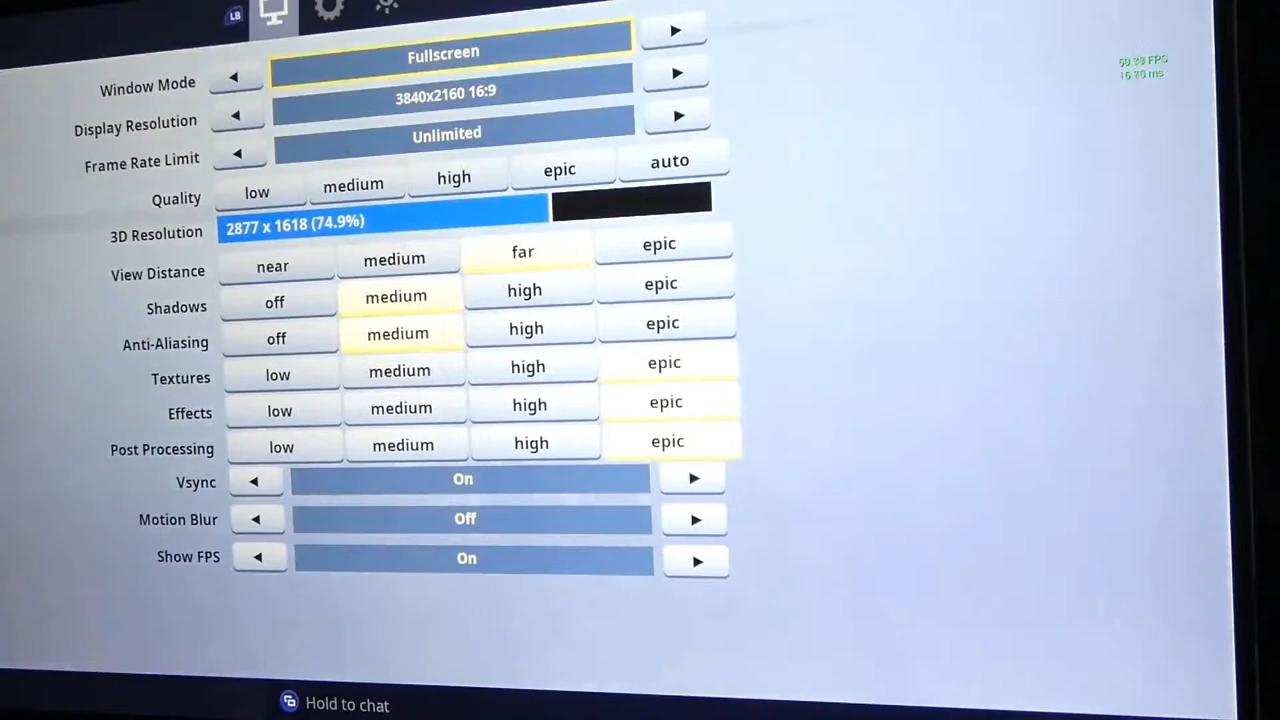 LB
Window Mode Fullscreen
Display Resolution 3840x2160 16:9
Frame Rate Limit Unlimited
Quality low medium high epic auto
3D Resolution 2877 x 1618 (74.9%)
View Distance near medium far epic
Shadows off medium high epic
Anti-Aliasing off medium high epic
Textures low medium high epic
Effects low medium high epic
Post Processing low medium high epic
Vsync On
Motion Blur Off
Show FPS On
FPS
ms
Hold to chat